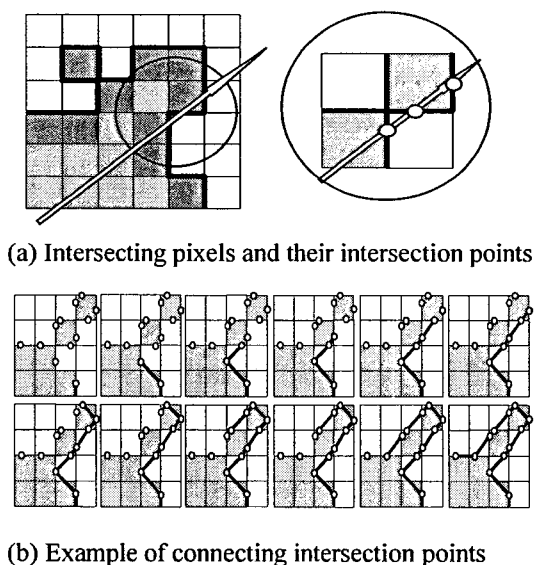 (a) Intersecting pixels and their intersection points
(b) Example of connecting intersection points